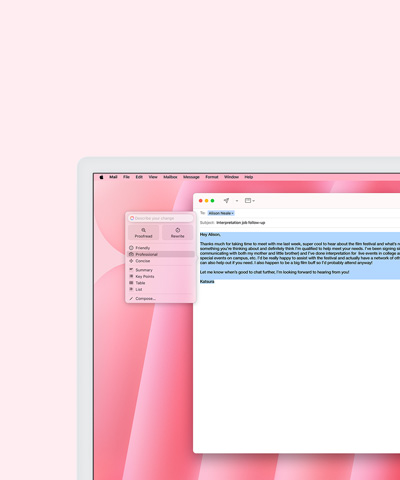 Mail File Edit View Mailbox Message Format Window Help
To: Alison Neale
Subject: Interpretation job follow-up
Describe your change
Proofread Rewrite
Friendly
Professional
Concise
Summary
Key Points
Table
List
Compose...
Hey Alison,
Thanks much for taking time to meet with me last week, super cool to hear about the film festival and what's
something you're thinking about and definitely think I'm qualified to help meet your needs. I've been signing
communicating with both my mother and little brother) and I've done interpretation for live events in college
special events on campus, etc. I'd be really happy to assist with the festival and actually have a network of
can also help out if you need. I also happen to be a big film buff so I'd probably attend anyway!
Let me know when's good to chat further, I'm looking forward to hearing from you!
Katsura